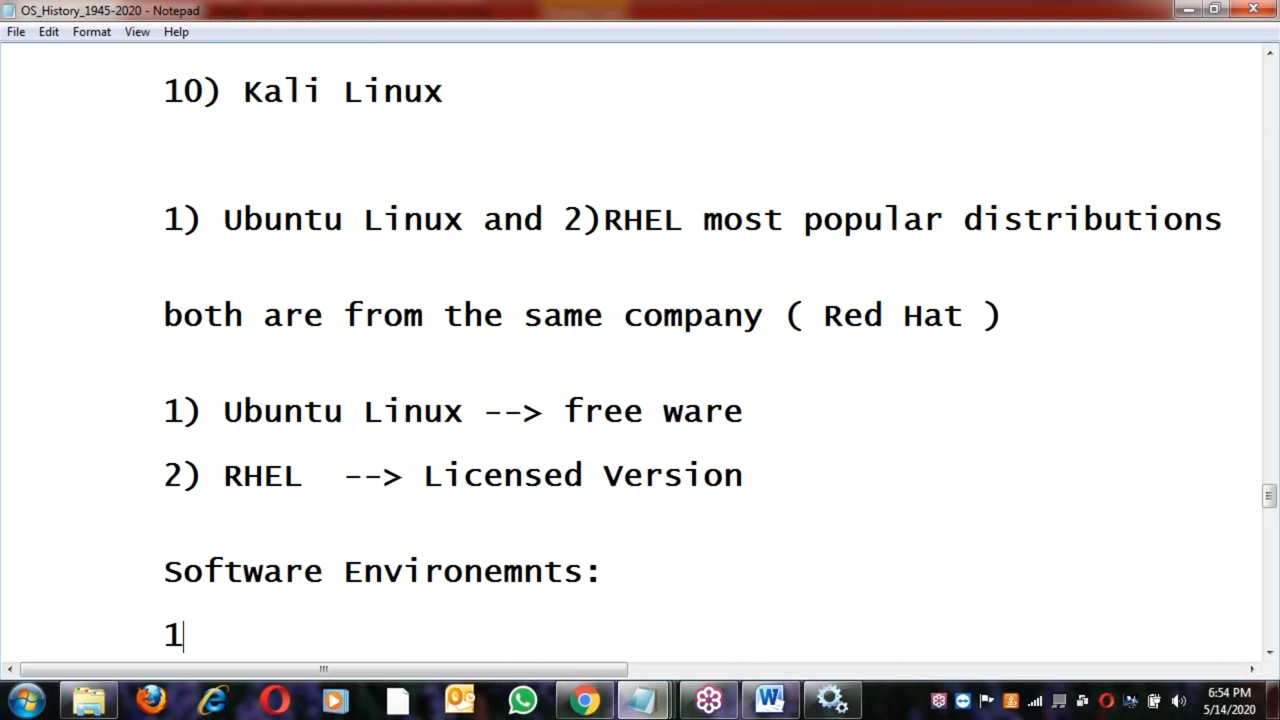 OS_History_1945-2020 - Notepad
File Edit Format View Help
10) Kali Linux
1) Ubuntu Linux and 2)RHEL most popular distributions
both are from the same company ( Red Hat )
1) Ubuntu Linux --> free ware
2) RHEL --> Licensed Version
Software Environemnts:
1
6:54 PM
5/14/2020